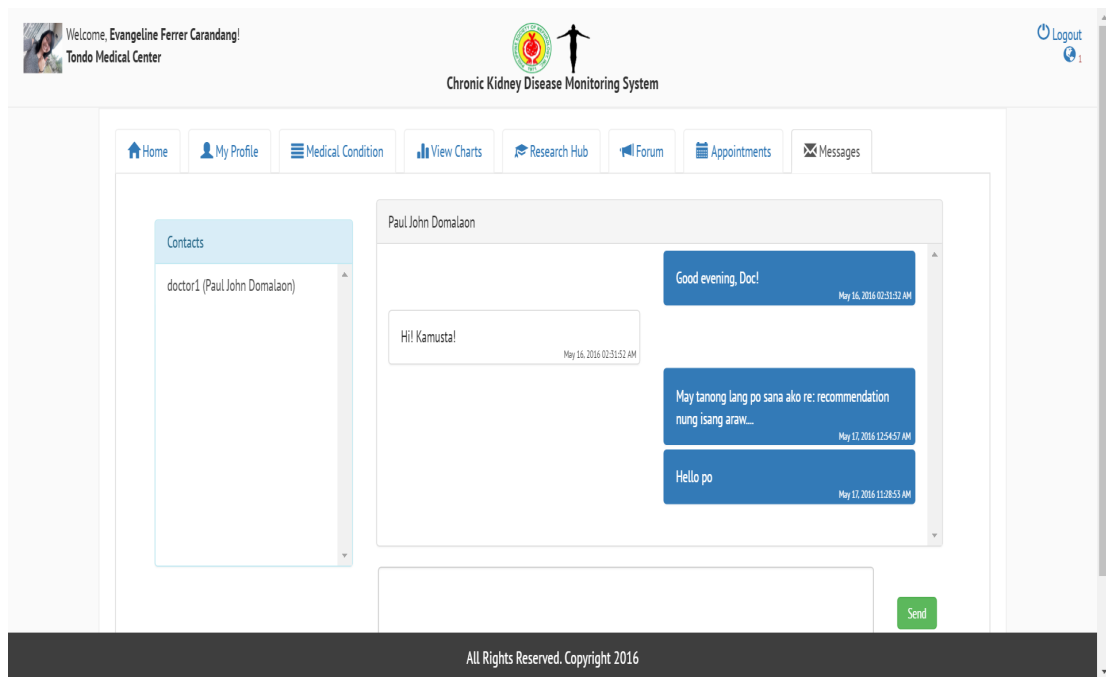 Welcome, Evangeline Ferrer Carandang!
Tondo Medical Center
Chronic Kidney Disease Monitoring System
Logout
1
Home
My Profile
Medical Condition
View Charts
Research Hub
Forum
Appointments
Messages
Contacts
doctor1 (Paul John Domalaon)
Paul John Domalaon
Good evening, Doc!
May 16, 2016 02:31:32 AM
Hi! Kamusta!
May 16, 2016 02:31:52 AM
May tanong lang po sana ako re: recommendation
nung isang araw...
May 17, 2016 12:54:57 AM
Hello po
May 17, 2016 11:28:53 AM
Send
All Rights Reserved. Copyright 2016